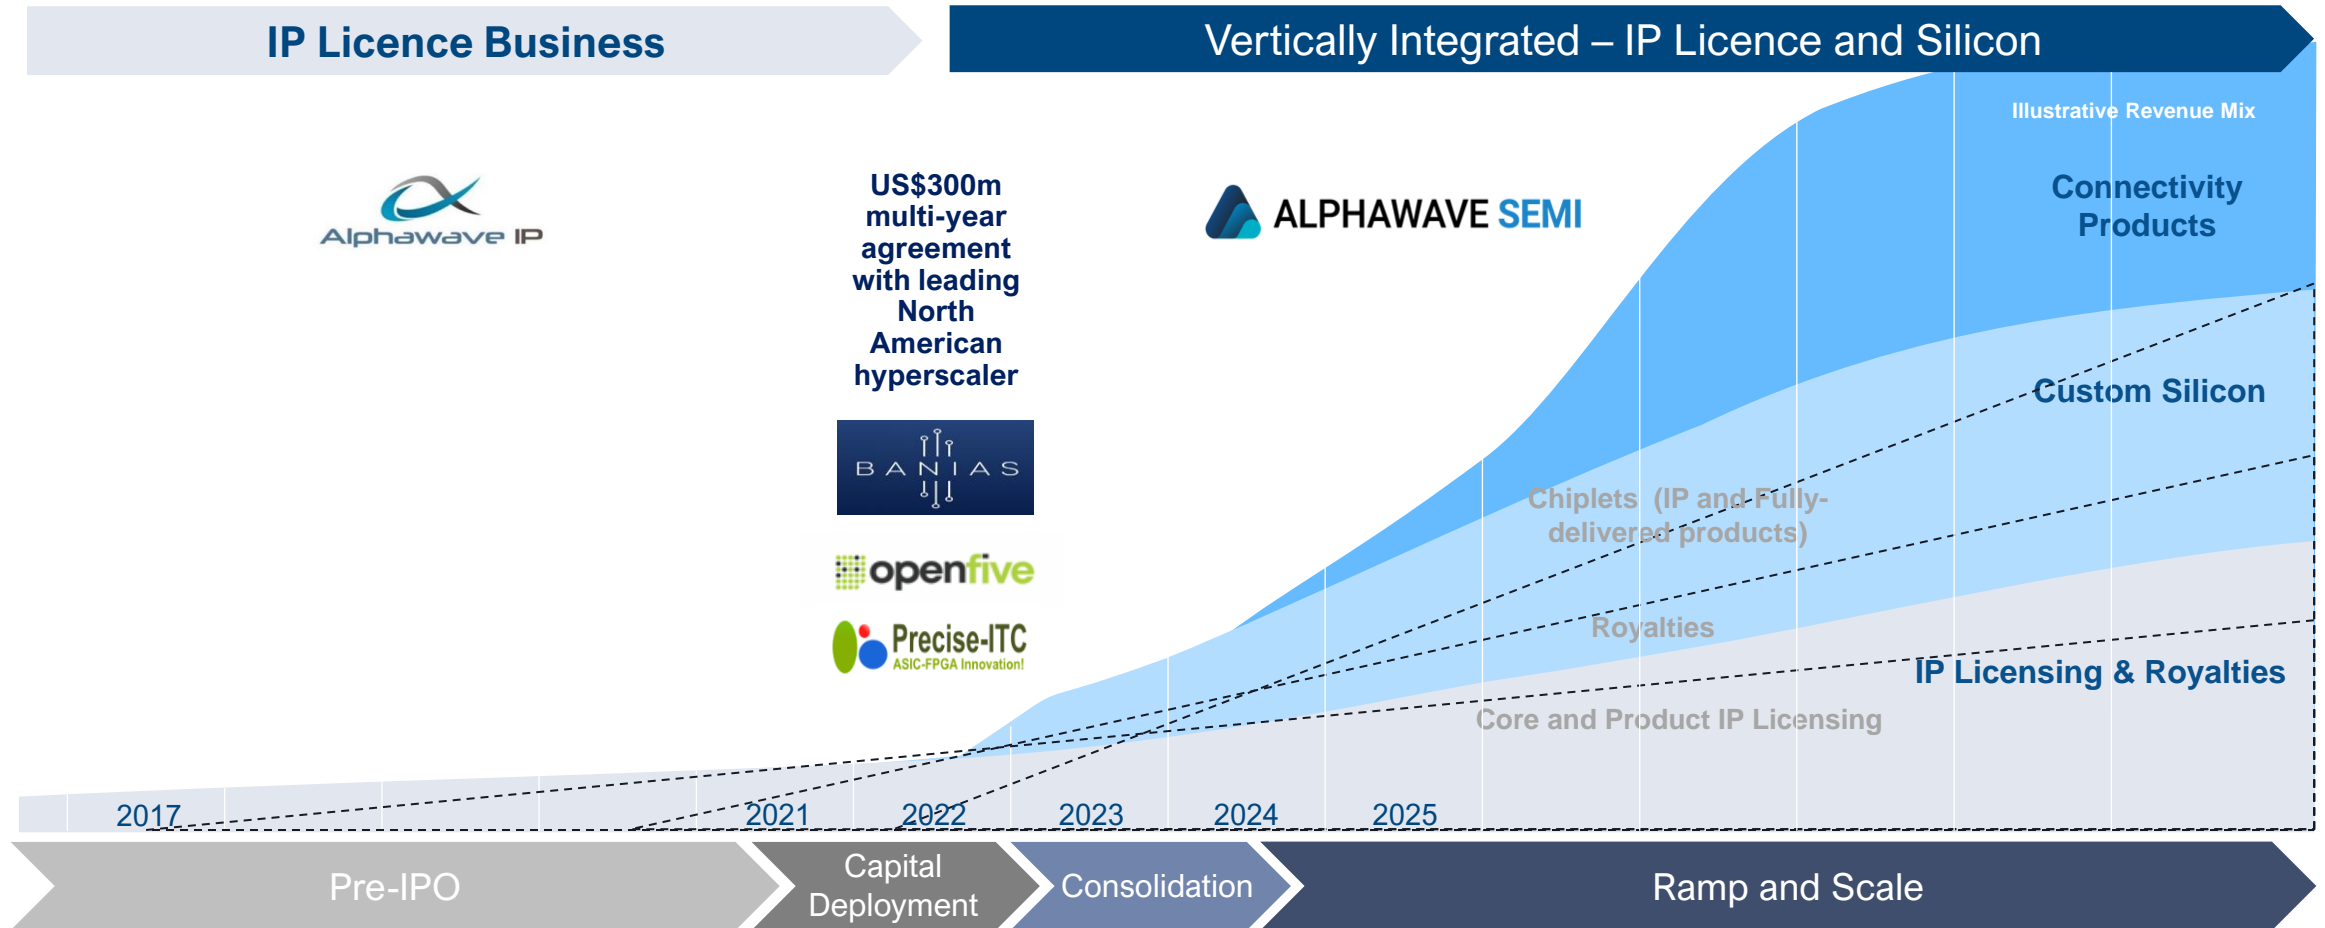 IP Licence Business
Vertically Integrated – IP Licence and Silicon
Illustrative Revenue Mix
Alphawave IP
US$300m
multi-year
agreement
with leading
North
American
hyperscaler
ALPHAWAVE SEMI
Connectivity
Products
Custom Silicon
BANIAS
Chiplets (IP and Fully-
delivered products)
openfive
Precise-ITC
ASIC-FPGA Innovation!
Royalties
IP Licensing & Royalties
Core and Product IP Licensing
2017
2021
2022
2023
2024
2025
Pre-IPO
Capital
Deployment
Consolidation
Ramp and Scale